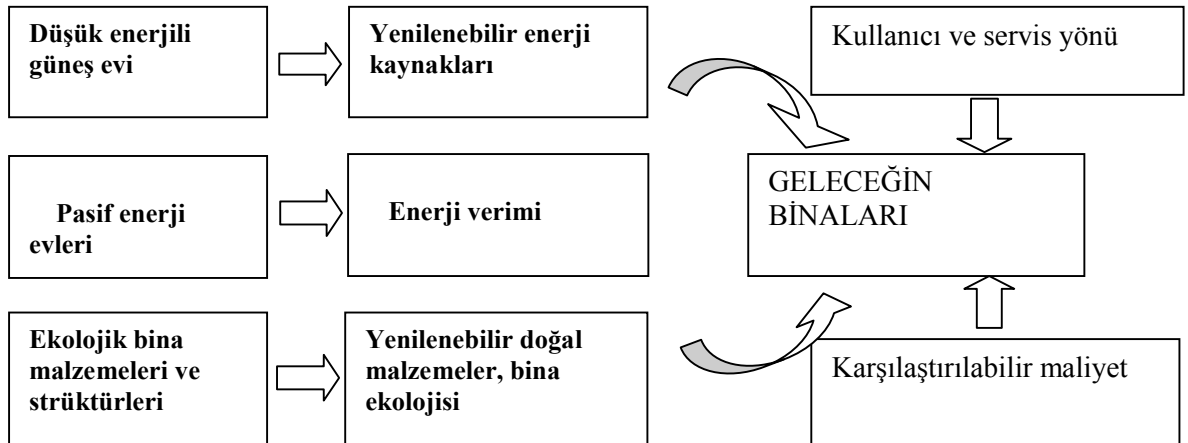 Düşük enerjili
güneş evi
Yenilenebilir enerji
kaynakları
Kullanıcı ve servis yönü
Pasif enerji
evleri
Enerji verimi
GELECEĞİN
BİNALARI
Ekolojik bina
malzemeleri ve
strüktürleri
Yenilenebilir doğal
malzemeler, bina
ekolojisi
Karşılaştırılabilir maliyet